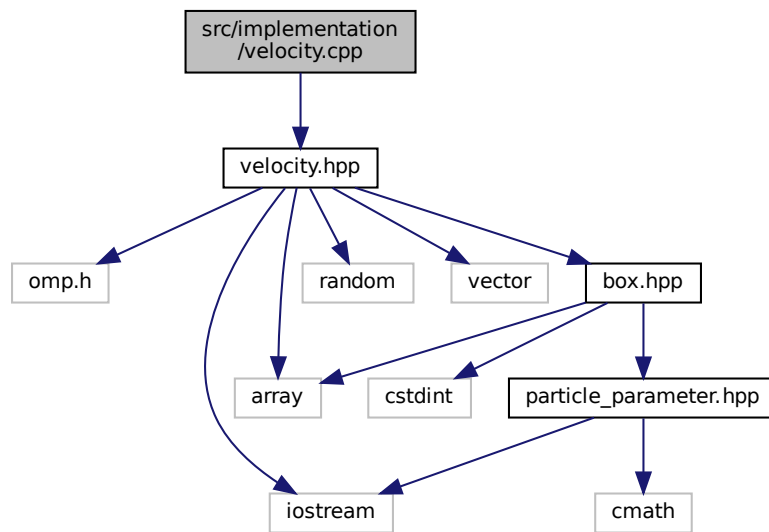 src/implementation
/velocity.cpp
velocity.hpp
omp.h
random
vector
box.hpp
array
cstdint
particle_parameter.hpp
iostream
cmath